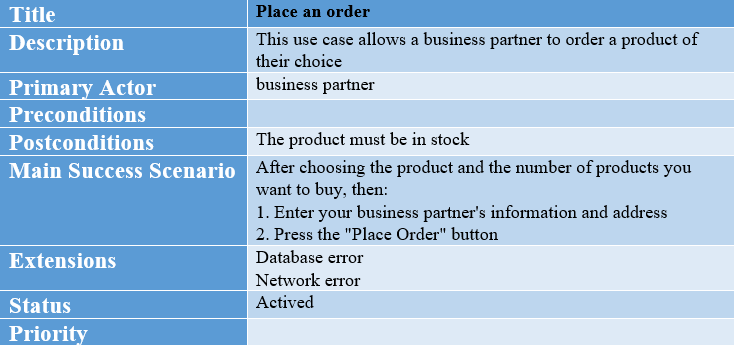 Title Place an order
Description This use case allows a business partner to order a product of
their choice
Primary Actor business partner
Preconditions
Postconditions The product must be in stock
Main Success Scenario After choosing the product and the number of products you
want to buy, then:
1. Enter your business partner's information and address
2. Press the "Place Order" button
Extensions Database error
Network error
Status Actived
Priority